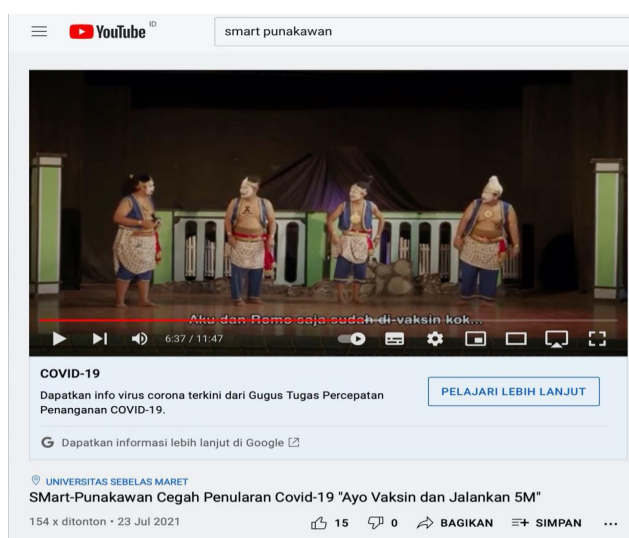 YouTube ID
smart punakawan
Aku dan Romo saja sudah di-vaksin kok...
6:37 / 11:47
COVID-19
Dapatkan info virus corona terkini dari Gugus Tugas Percepatan
Penanganan COVID-19.
PELAJARI LEBIH LANJUT
G Dapatkan informasi lebih lanjut di Google
UNIVERSITAS SEBELAS MARET
SMart-Punakawan Cegah Penularan Covid-19 "Ayo Vaksin dan Jalankan 5M"
154 x ditonton • 23 Jul 2021
15 0 BAGIKAN SIMPAN ...